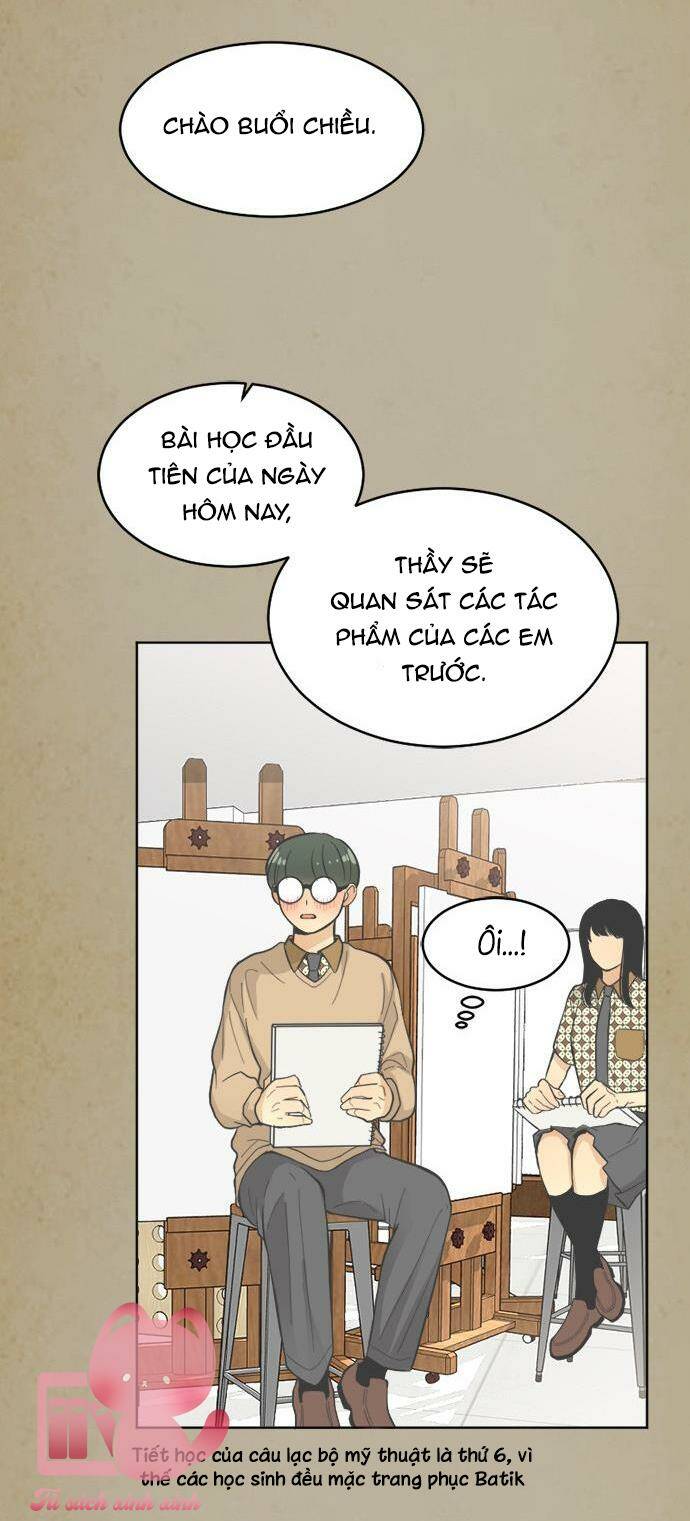 CHÀO BUỔI CHIỀU.
BÀI HỌC ĐẦU
TIÊN CỦA NGÀY
HÔM NAY,
THẦY SẼ
QUAN SÁT CÁC TÁC
PHẨM CỦA CÁC EM
TRƯỚC.
Ôi...!
Tiết học của câu lạc bộ mỹ thuật là thứ 6, vì
thế các học sinh đều mặc trang phục Batik
Tủ sách sinh sinh